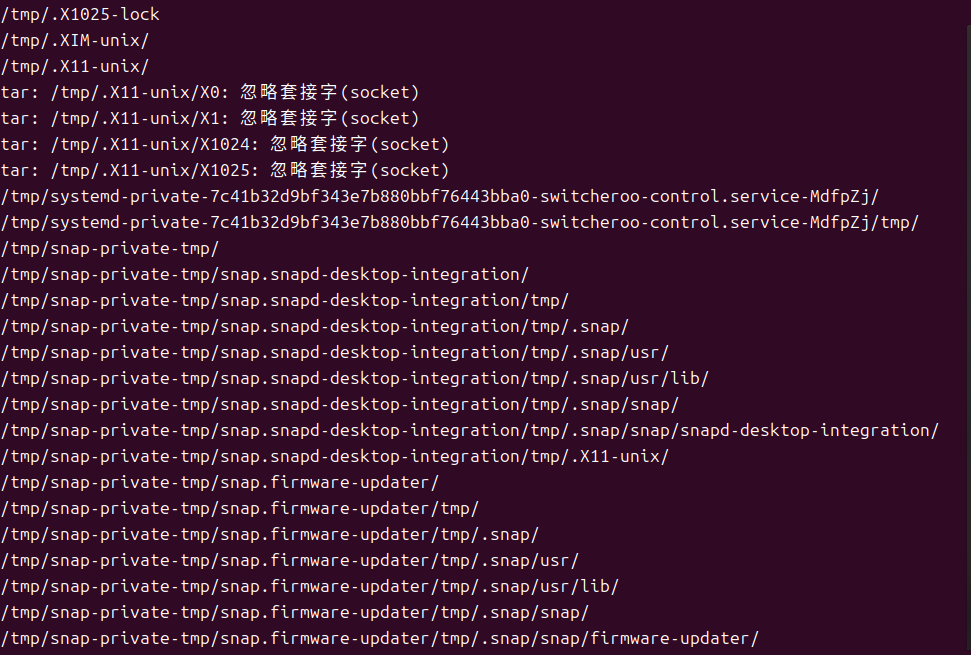 /tmp/.X1025-lock
/tmp/.XIM-unix/
/tmp/.X11-unix/
tar: /tmp/.X11-unix/X0: 忽略套接字(socket)
tar: /tmp/.X11-unix/X1: 忽略套接字(socket)
tar: /tmp/.X11-unix/X1024: 忽略套接字(socket)
tar: /tmp/.X11-unix/X1025: 忽略套接字(socket)
/tmp/systemd-private-7c41b32d9bf343e7b880bbf76443bba0-switcheroo-control.service-MdfpZj/
/tmp/systemd-private-7c41b32d9bf343e7b880bbf76443bba0-switcheroo-control.service-MdfpZj/tmp/
/tmp/snap-private-tmp/
/tmp/snap-private-tmp/snap.snapd-desktop-integration/
/tmp/snap-private-tmp/snap.snapd-desktop-integration/tmp/
/tmp/snap-private-tmp/snap.snapd-desktop-integration/tmp/.snap/
/tmp/snap-private-tmp/snap.snapd-desktop-integration/tmp/.snap/usr/
/tmp/snap-private-tmp/snap.snapd-desktop-integration/tmp/.snap/usr/lib/
/tmp/snap-private-tmp/snap.snapd-desktop-integration/tmp/.snap/snap/
/tmp/snap-private-tmp/snap.snapd-desktop-integration/tmp/.snap/snap/snapd-desktop-integration/
/tmp/snap-private-tmp/snap.snapd-desktop-integration/tmp/.X11-unix/
/tmp/snap-private-tmp/snap.firmware-updater/
/tmp/snap-private-tmp/snap.firmware-updater/tmp/
/tmp/snap-private-tmp/snap.firmware-updater/tmp/.snap/
/tmp/snap-private-tmp/snap.firmware-updater/tmp/.snap/usr/
/tmp/snap-private-tmp/snap.firmware-updater/tmp/.snap/usr/lib/
/tmp/snap-private-tmp/snap.firmware-updater/tmp/.snap/snap/
/tmp/snap-private-tmp/snap.firmware-updater/tmp/.snap/snap/firmware-updater/